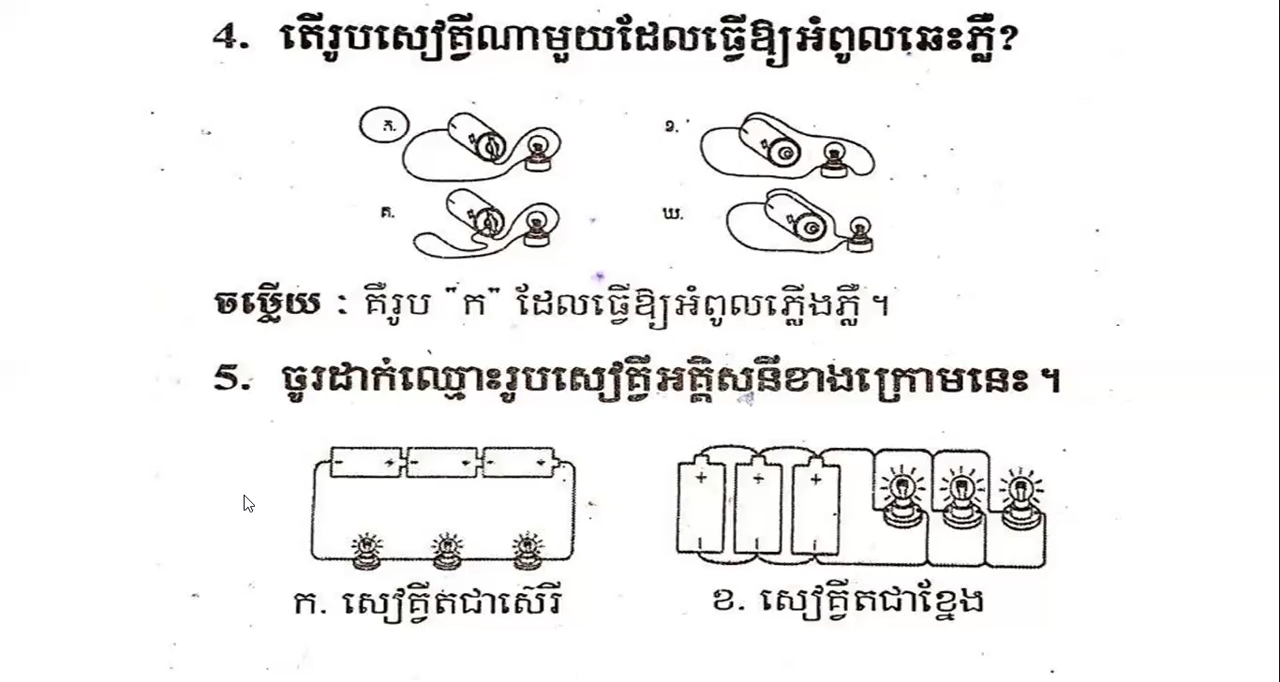 4. តើរូបសៀគ្វីណាមួយដែលធ្វើឱ្យអំពូលឆេះភ្លឺ?
ក. ខ.
គ. ឃ.
ចម្លើយ : គឺរូប "ក" ដែលធ្វើឱ្យអំពូលភ្លើងភ្លឺ ។
5. ចូរដាក់ឈ្មោះរូបសៀគ្វីអគ្គិសនីខាងក្រោមនេះ ។
ក. សៀគ្វីតជាស៊េរី ខ. សៀគ្វីតជាខ្នែង